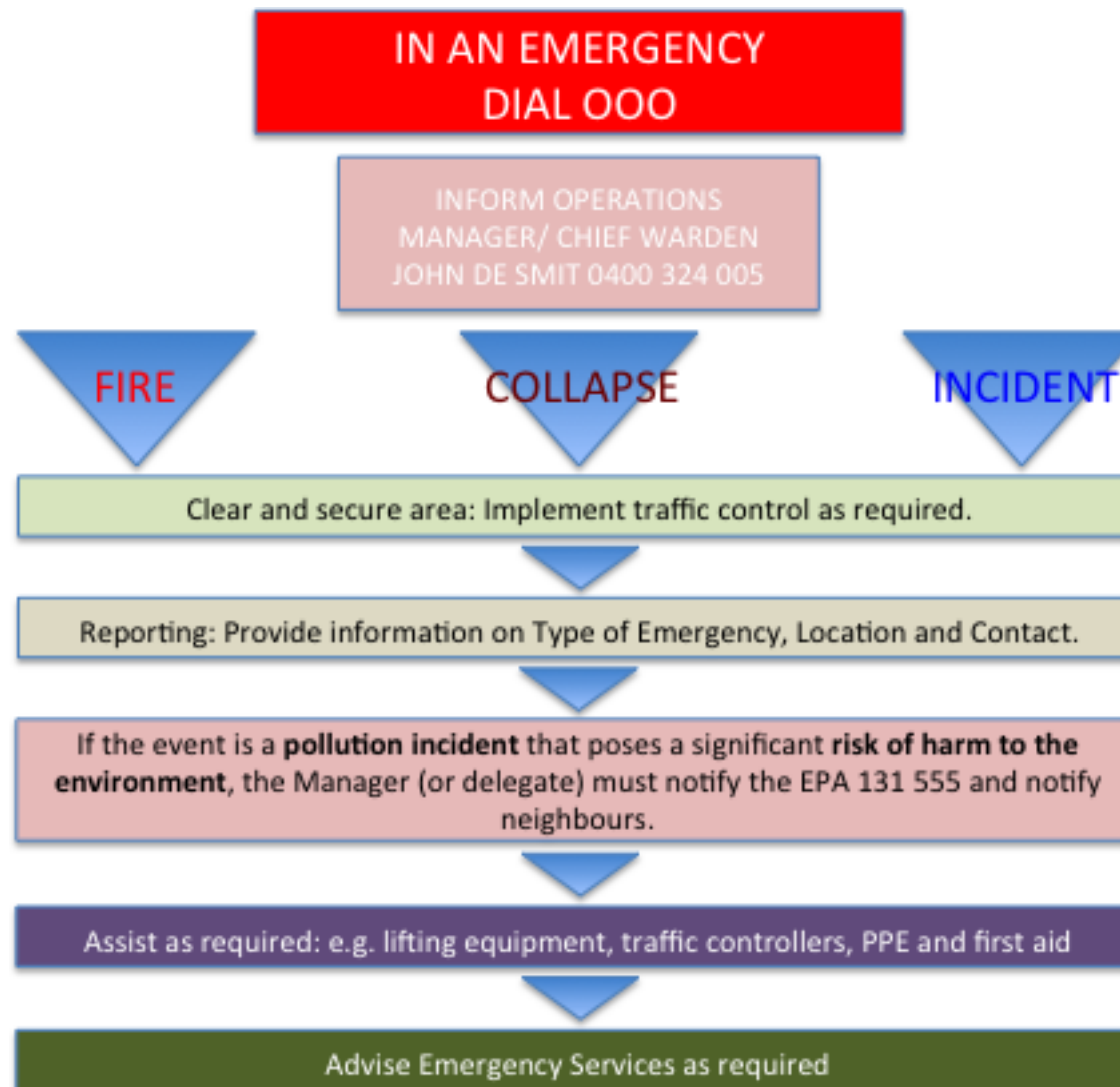 IN AN EMERGENCY
DIAL OOO
INFORM OPERATIONS
MANAGER/ CHIEF WARDEN
JOHN DE SMIT 0400 324 005
FIRE
COLLAPSE
INCIDENT
Clear and secure area: Implement traffic control as required.
Reporting: Provide information on Type of Emergency, Location and Contact.
If the event is a pollution incident that poses a significant risk of harm to the
environment, the Manager (or delegate) must notify the EPA 131 555 and notify
neighbours.
Assist as required: e.g. lifting equipment, traffic controllers, PPE and first aid
Advise Emergency Services as required